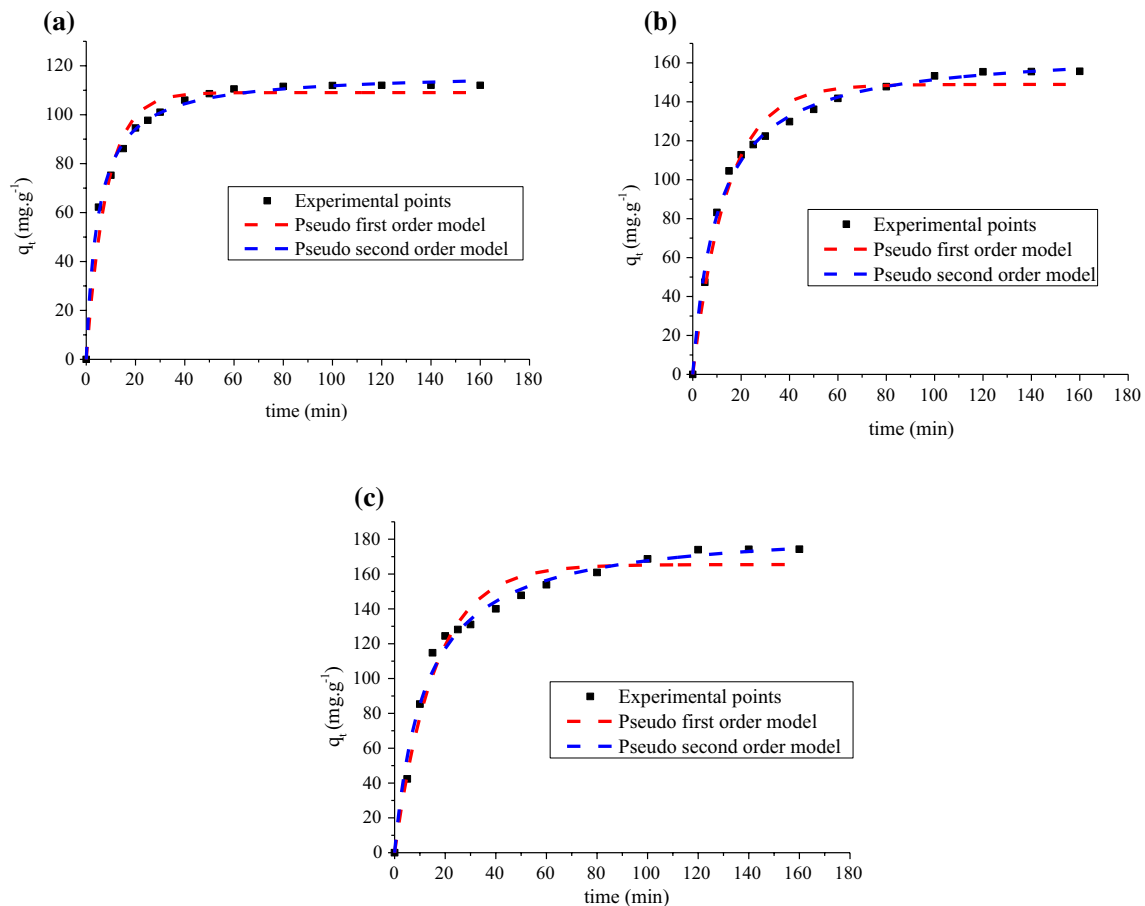 (a)
120
100
80
60
40
20
0
qt (mg.g-1)
Experimental points
Pseudo first order model
Pseudo second order model
0 20 40 60 80 100 120 140 160 180
time (min)
(b)
160
140
120
100
80
60
40
20
0
qt (mg.g-1)
Experimental points
Pseudo first order model
Pseudo second order model
0 20 40 60 80 100 120 140 160 180
time (min)
(c)
180
160
140
120
100
80
60
40
20
0
qt (mg.g-1)
Experimental points
Pseudo first order model
Pseudo second order model
0 20 40 60 80 100 120 140 160 180
time (min)